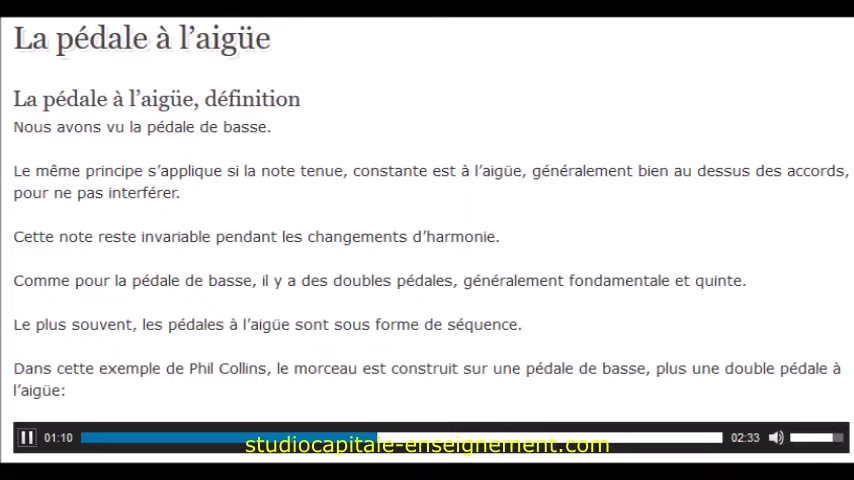 La pédale à l’aigüe
La pédale à l’aigüe, définition
Nous avons vu la pédale de basse.
Le même principe s’applique si la note tenue, constante est à l’aigüe, généralement bien au dessus des accords,
pour ne pas interférer.
Cette note reste invariable pendant les changements d’harmonie.
Comme pour la pédale de basse, il y a des doubles pédales, généralement fondamentale et quinte.
Le plus souvent, les pédales à l’aigüe sont sous forme de séquence.
Dans cette exemple de Phil Collins, le morceau est construit sur une pédale de basse, plus une double pédale à
l’aigüe:
01:10 02:33
studiocapitale-enseignement.com